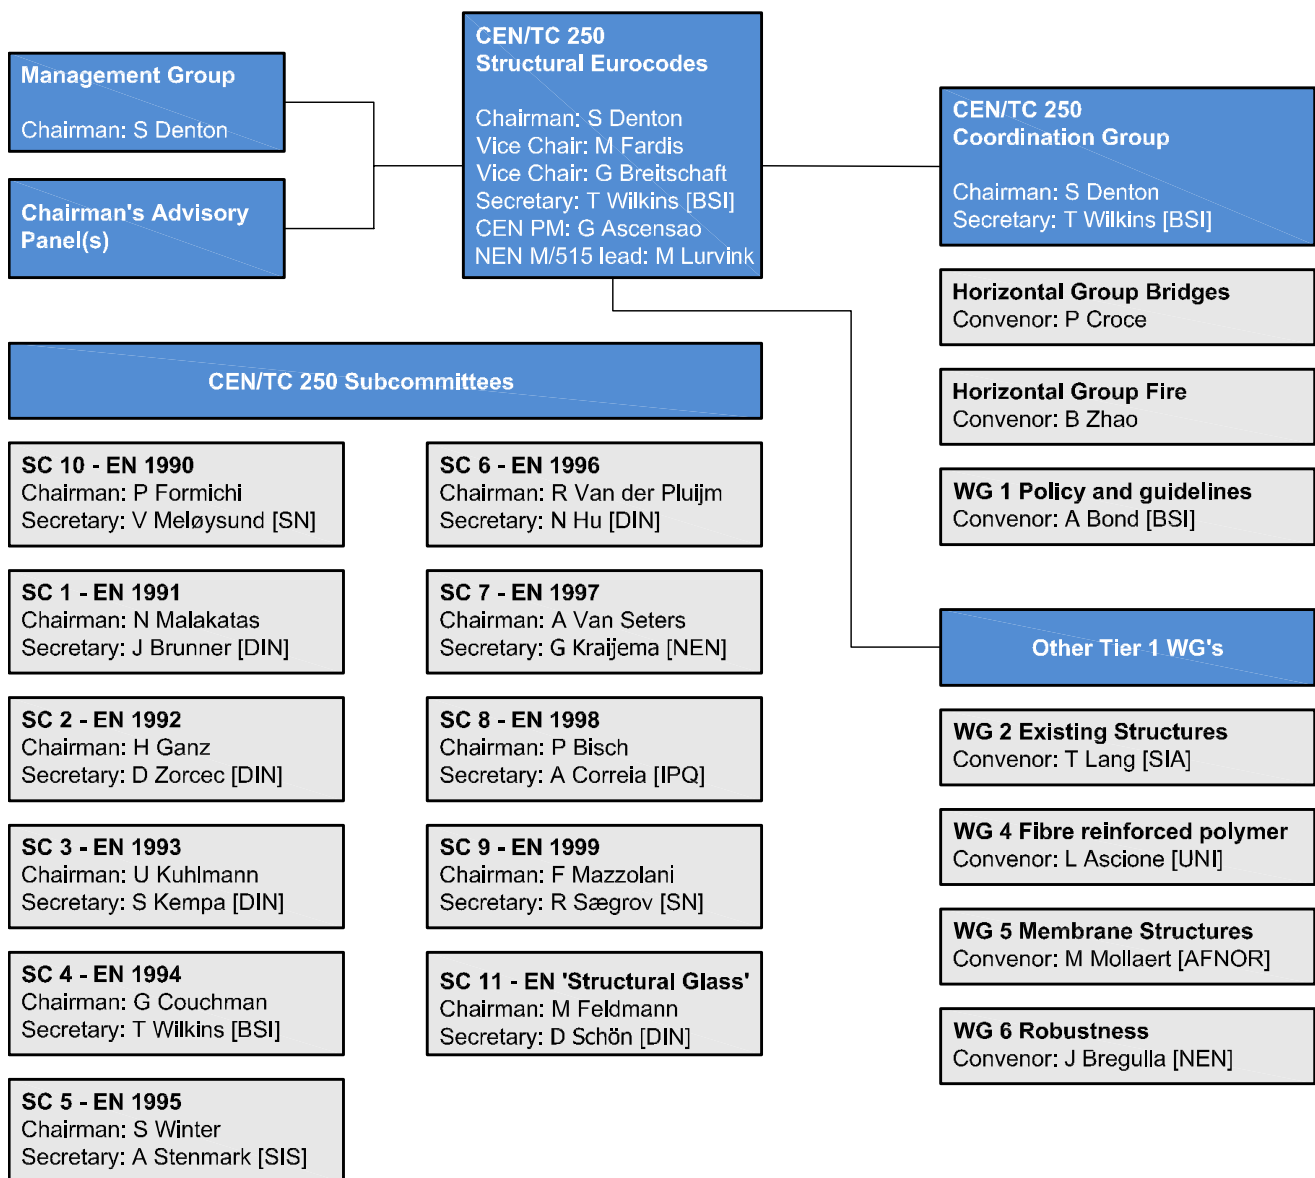 Management Group
Chairman: S Denton
Chairman's Advisory
Panel(s)
CEN/TC 250
Structural Eurocodes
Chairman: S Denton
Vice Chair: M Fardis
Vice Chair: G Breitschaft
Secretary: T Wilkins [BSI]
CEN PM: G Ascensao
NEN M/515 lead: M Lurvink
CEN/TC 250
Coordination Group
Chairman: S Denton
Secretary: T Wilkins [BSI]
Horizontal Group Bridges
Convenor: P Croce
Horizontal Group Fire
Convenor: B Zhao
WG 1 Policy and guidelines
Convenor: A Bond [BSI]
CEN/TC 250 Subcommittees
SC 10 - EN 1990
Chairman: P Formichi
Secretary: V Meløysund [SN]
SC 1 - EN 1991
Chairman: N Malakatas
Secretary: J Brunner [DIN]
SC 2 - EN 1992
Chairman: H Ganz
Secretary: D Zorcec [DIN]
SC 3 - EN 1993
Chairman: U Kuhlmann
Secretary: S Kempa [DIN]
SC 4 - EN 1994
Chairman: G Couchman
Secretary: T Wilkins [BSI]
SC 5 - EN 1995
Chairman: S Winter
Secretary: A Stenmark [SIS]
SC 6 - EN 1996
Chairman: R Van der Pluijm
Secretary: N Hu [DIN]
SC 7 - EN 1997
Chairman: A Van Seters
Secretary: G Kraijema [NEN]
SC 8 - EN 1998
Chairman: P Bisch
Secretary: A Correia [IPQ]
SC 9 - EN 1999
Chairman: F Mazzolani
Secretary: R Sægrov [SN]
SC 11 - EN 'Structural Glass'
Chairman: M Feldmann
Secretary: D Schön [DIN]
Other Tier 1 WG's
WG 2 Existing Structures
Convenor: T Lang [SIA]
WG 4 Fibre reinforced polymer
Convenor: L Ascione [UNI]
WG 5 Membrane Structures
Convenor: M Mollaert [AFNOR]
WG 6 Robustness
Convenor: J Bregulla [NEN]